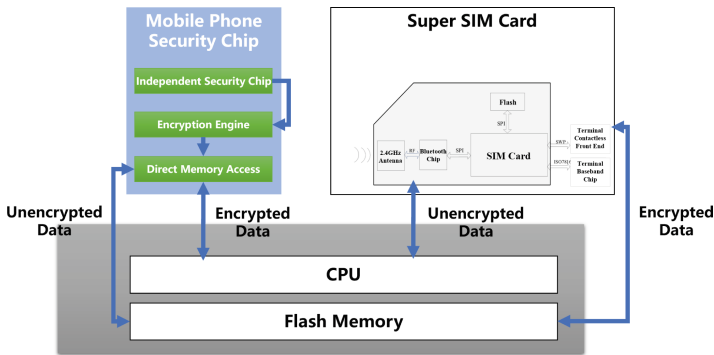 Mobile Phone
Security Chip
Independent Security Chip
Encryption Engine
Direct Memory Access
Super SIM Card
Flash
SPI
2.4GHz
Antenna
RF
Bluetooth
Chip
SPI
SIM Card
SWP
Terminal
Contactless
Front End
ISO7816
Terminal
Baseband
Chip
Unencrypted
Data
Encrypted
Data
Unencrypted
Data
Encrypted
Data
CPU
Flash Memory